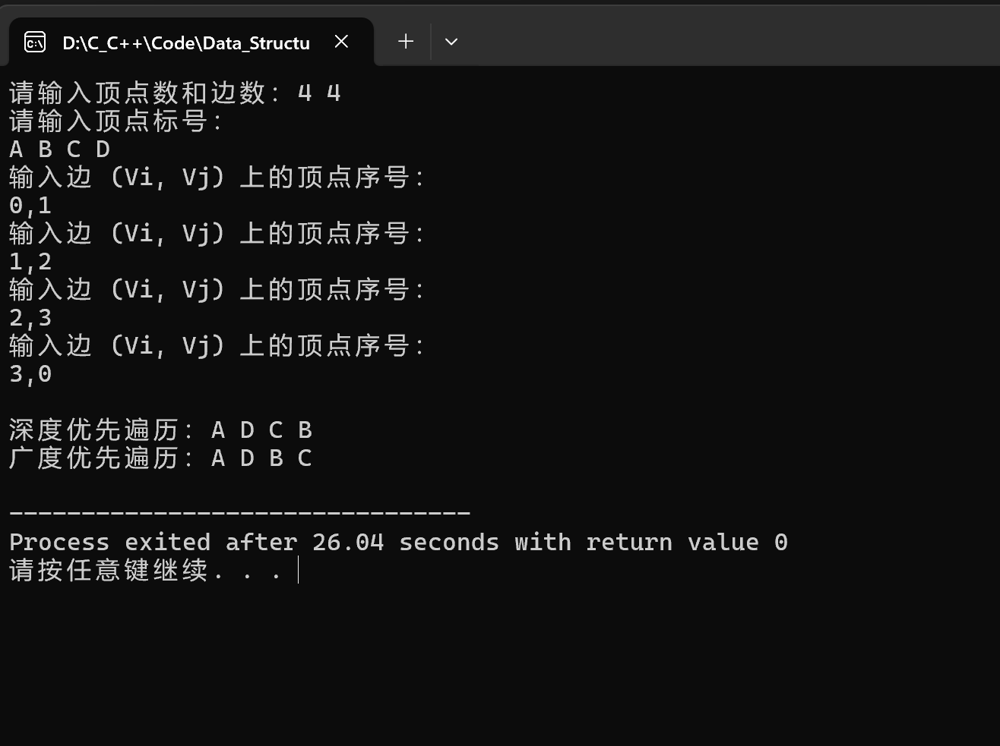 D:\C_C++\Code\Data_Structu
请输入顶点数和边数：4 4
请输入顶点标号：
A B C D
输入边 (Vi, Vj) 上的顶点序号：
0,1
输入边 (Vi, Vj) 上的顶点序号：
1,2
输入边 (Vi, Vj) 上的顶点序号：
2,3
输入边 (Vi, Vj) 上的顶点序号：
3,0
深度优先遍历：A D C B
广度优先遍历：A D B C
--------------------------------
Process exited after 26.04 seconds with return value 0
请按任意键继续. . .